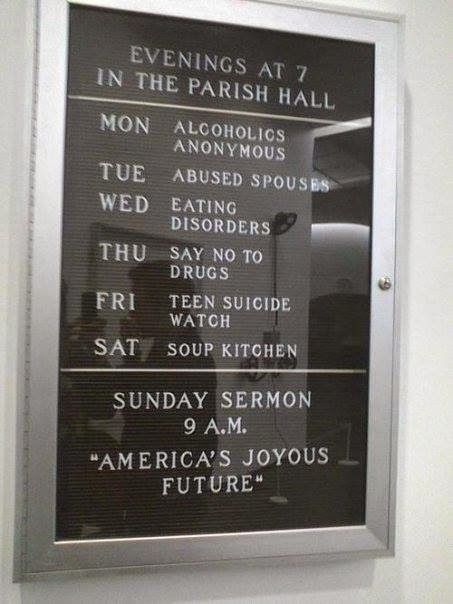 EVENINGS AT 7
IN THE PARISH HALL
MON ALCOHOLICS
ANONYMOUS
TUE ABUSED SPOUSES
WED EATING
DISORDERS
THU SAY NO TO
DRUGS
FRI TEEN SUICIDE
WATCH
SAT SOUP KITCHEN
SUNDAY SERMON
9 A.M.
"AMERICA'S JOYOUS
FUTURE"